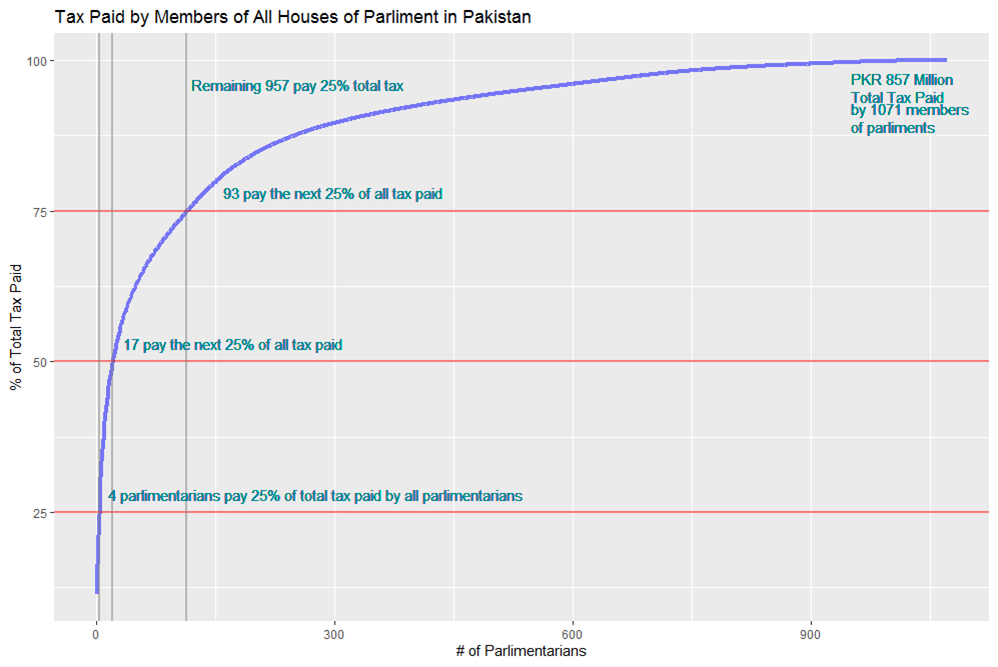 Tax Paid by Members of All Houses of Parliment in Pakistan
100
Remaining 957 pay 25% total tax
PKR 857 Million
Total Tax Paid
by 1071 members
of parliments
93 pay the next 25% of all tax paid
75
% of Total Tax Paid
17 pay the next 25% of all tax paid
50
4 parlimentarians pay 25% of total tax paid by all parlimentarians
25
0
300
600
900
# of Parlimentarians